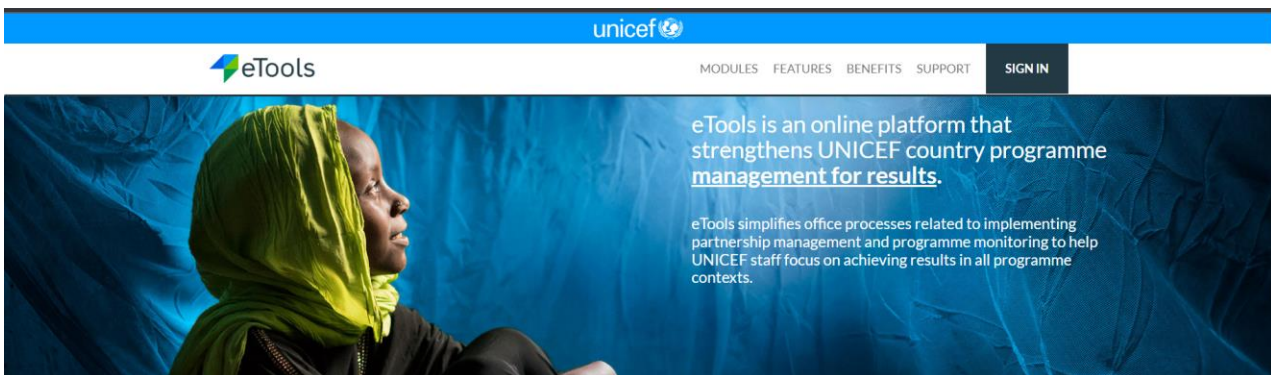 unicef
eTools
MODULES FEATURES BENEFITS SUPPORT SIGN IN
eTools is an online platform that
strengthens UNICEF country programme
management for results.
eTools simplifies office processes related to implementing
partnership management and programme monitoring to help
UNICEF staff focus on achieving results in all programme
contexts.